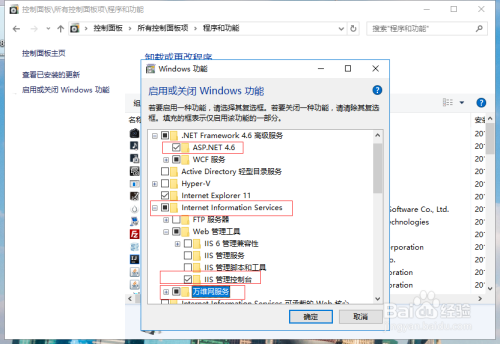 控制面板\所有控制面板项\程序和功能
控制面板 › 所有控制面板项 › 程序和功能
搜索"程序和功能"
控制面板主页
查看已安装的更新
启用或关闭 Windows 功能
卸载或更改程序
Windows 功能
启用或关闭 Windows 功能
若要启用一种功能，请选择其复选框。若要关闭一种功能，请清除其复选框。填充的框表示仅启用该功能的一部分。
.NET Framework 4.6 高级服务
ASP.NET 4.6
WCF 服务
Active Directory 轻型目录服务
Hyper-V
Internet Explorer 11
Internet Information Services
FTP 服务器
Web 管理工具
IIS 6 管理兼容性
IIS 管理服务
IIS 管理脚本和工具
IIS 管理控制台
万维网服务
Internet Information Services 可承载的 Web 核心
确定
取消
组
安装
Software Co., Ltd.
echnologies
orporation
oration
oration
Baidu 经验